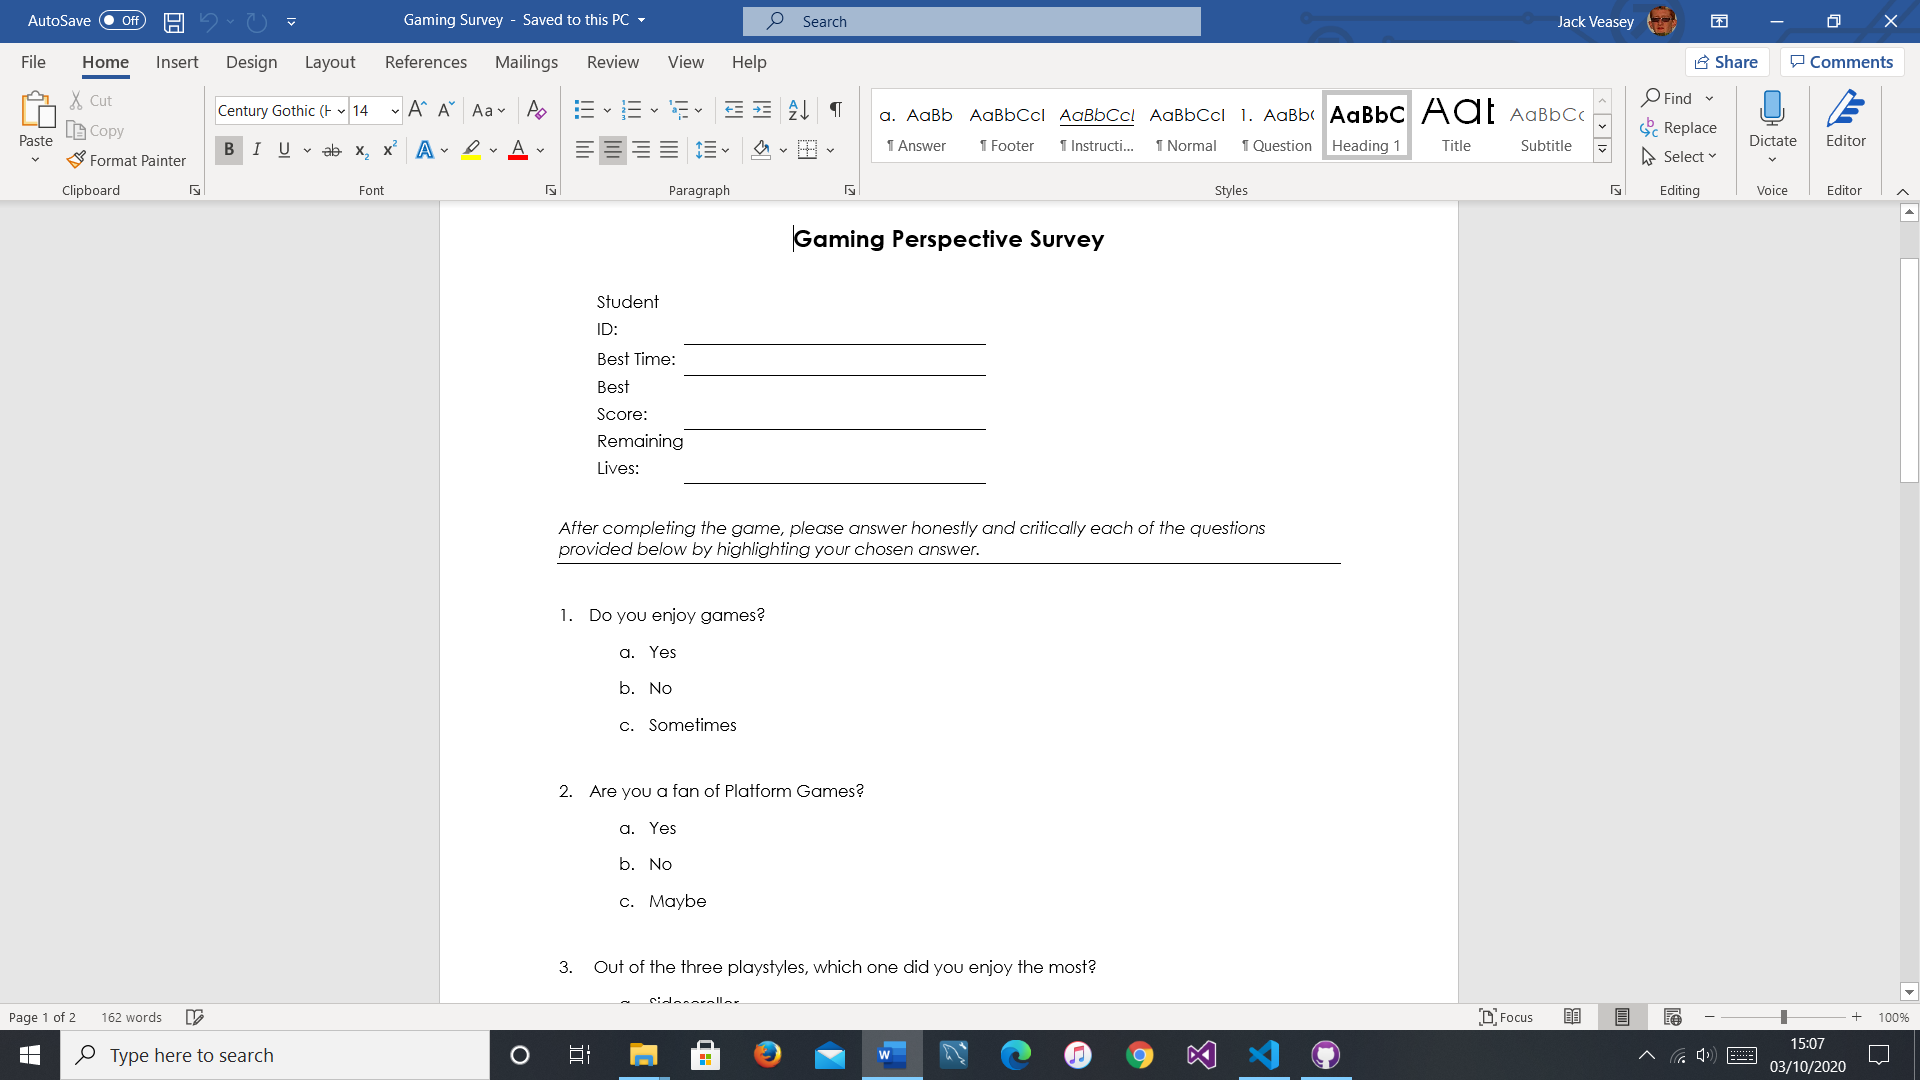 AutoSave Off Gaming Survey - Saved to this PC Search Jack Veasey
File Home Insert Design Layout References Mailings Review View Help Share Comments
Paste Cut Copy Format Painter
Clipboard
Century Gothic (H 14
Font
Paragraph
a. AaBb AaBbCcI AaBbCcI AaBbCcI 1. AaBb AaBbC Aat AaBbCc
¶ Answer ¶ Footer ¶ Instructi... ¶ Normal ¶ Question Heading 1 Title Subtitle
Styles
Find Replace Select
Editing
Dictate
Voice
Editor
Editor
Gaming Perspective Survey
Student
ID:
Best Time:
Best
Score:
Remaining
Lives:
After completing the game, please answer honestly and critically each of the questions
provided below by highlighting your chosen answer.
1. Do you enjoy games?
a. Yes
b. No
c. Sometimes
2. Are you a fan of Platform Games?
a. Yes
b. No
c. Maybe
3. Out of the three playstyles, which one did you enjoy the most?
a. Sidescroller
Page 1 of 2 162 words Focus 100%
Type here to search 15:07
03/10/2020